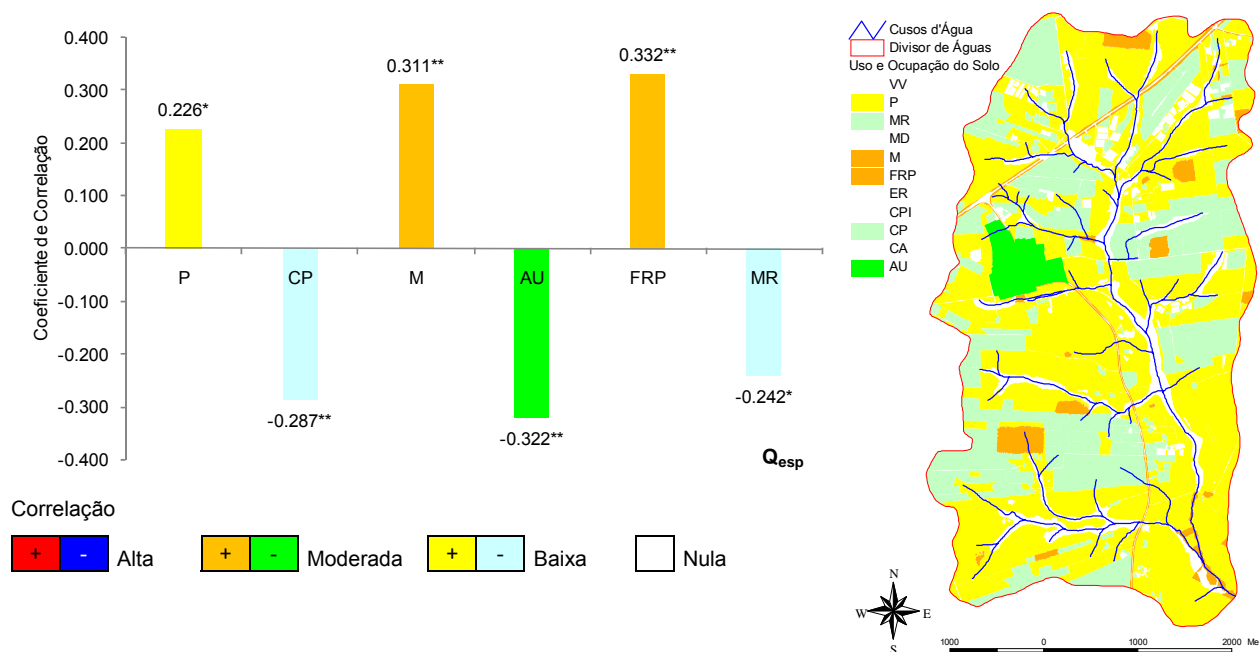 0.400
0.300
0.200
0.100
0.000
-0.100
-0.200
-0.300
-0.400
Coeficiente de Correlação
0.226*
-0.287**
0.311**
-0.322**
0.332**
-0.242*
P CP M AU FRP MR
Qesp
Correlação
+ - Alta
+ - Moderada
+ - Baixa
Nula
Cusos d'Água
Divisor de Águas
Uso e Ocupação do Solo
VV
P
MR
MD
M
FRP
ER
CPI
CP
CA
AU
N
W E
S
1000 0 1000 2000 Me